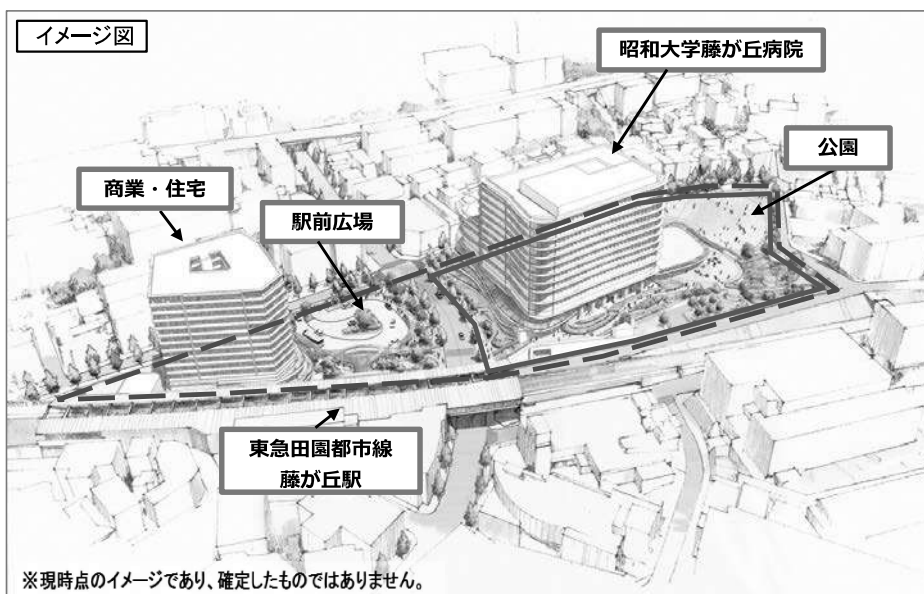 イメージ図
昭和大学藤が丘病院
公園
商業・住宅
駅前広場
東急田園都市線
藤が丘駅
※現時点のイメージであり、確定したものではありません。